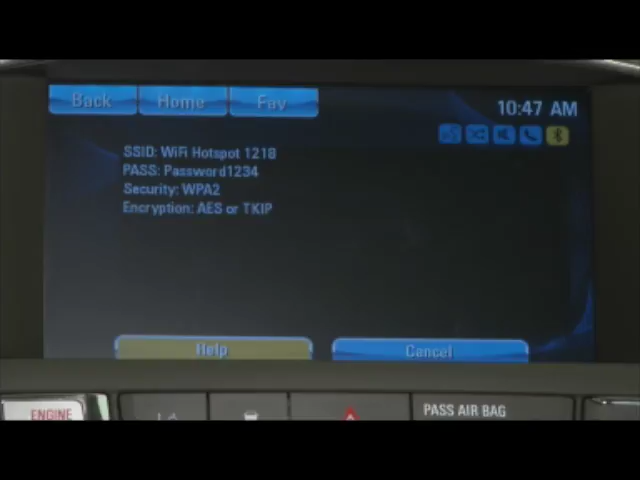 Back Home Fav
10:47 AM
SSID: WiFi Hotspot 1218
PASS: Password1234
Security: WPA2
Encryption: AES or TKIP
Help Cancel
ENGINE
PASS AIR BAG